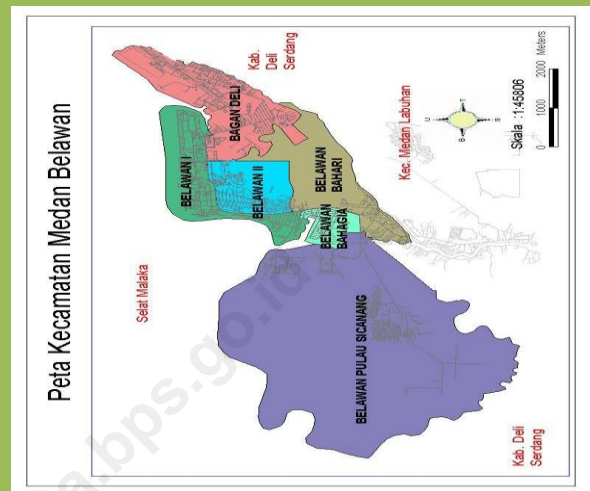 Peta Kecamatan Medan Belawan
Selat Malaka
Kab.
Deli
Serdang
BAGAN DELI
BELAWAN I
BELAWAN II
BELAWAN
BAHARI
BELAWAN
BAHAGIA
BELAWAN PULAU SICANANG
Kec. Medan Labuhan
U
T
S
B
Skala :1:45806
0 1000 2000 Meters
Kab. Deli
Serdang
a.bps.go.id